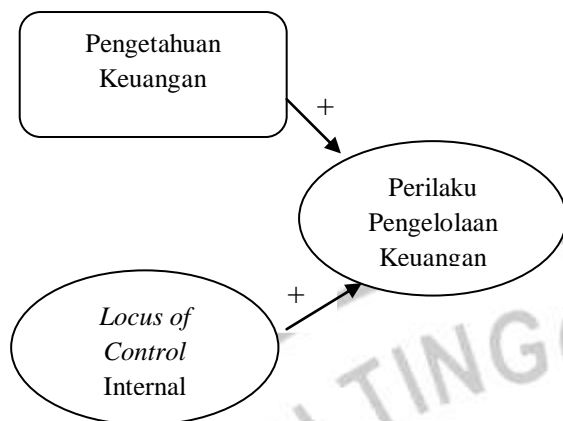 Pengetahuan
Keuangan
+
Perilaku
Pengelolaan
Keuangan
+
Locus of
Control
Internal